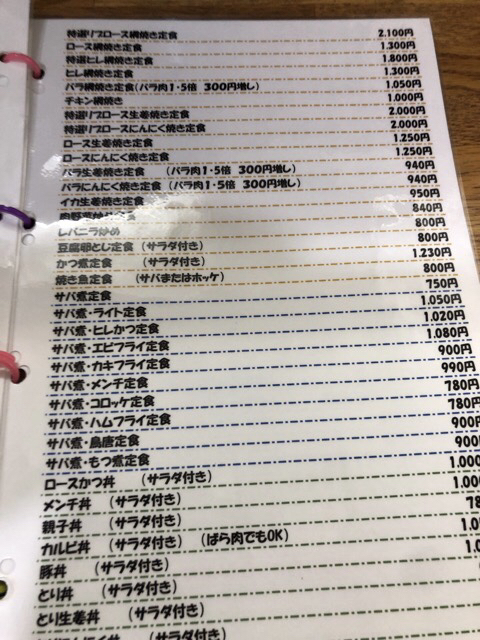 特選リブロース網焼き定食 2.100円
ロース網焼き定食 1.300円
特選ヒレ網焼き定食 1.800円
ヒレ網焼き定食 1.300円
バラ網焼き定食(バラ肉1・5倍 300円増し) 1.050円
チキン網焼き 1.000円
特選リブロース生姜焼き定食 2.000円
特選リブロースにんにく焼き定食 2.000円
ロース生姜焼き定食 1.250円
ロースにんにく焼き定食 1.250円
バラ生姜焼き定食 (バラ肉1・5倍 300円増し) 940円
バラにんにく焼き定食 (バラ肉1・5倍 300円増し) 940円
イカ生姜焼き定食 950円
肉野菜炒め 840円
レバニラ炒め 800円
豆腐卵とじ定食 (サラダ付き) 800円
かつ煮定食 (サラダ付き) 1.230円
焼き魚定食 (サバまたはホッケ) 800円
サバ煮定食 750円
サバ煮・ライト定食 1.050円
サバ煮・ヒレかつ定食 1.020円
サバ煮・エビフライ定食 1.080円
サバ煮・カキフライ定食 900円
サバ煮・メンチ定食 990円
サバ煮・コロッケ定食 780円
サバ煮・ハムフライ定食 780円
サバ煮・鳥唐定食 900円
サバ煮・もつ煮定食 900
ロースかつ丼 (サラダ付き) 1.000
メンチ丼 (サラダ付き) 1.00
親子丼 (サラダ付き) 78
カルビ丼 (サラダ付き) (ばら肉でもOK) 1.0
豚丼 (サラダ付き) 1.0
とり丼 (サラダ付き)
とり生姜丼 (サラダ付き)
(サラダ付き)